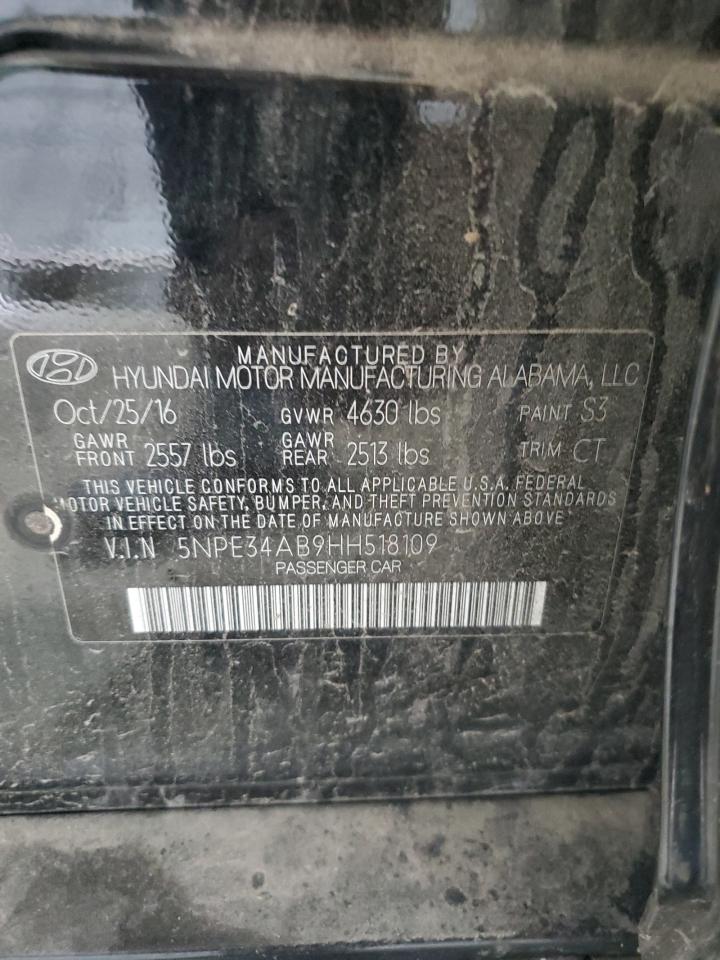 MANUFACTURED BY
HYUNDAI MOTOR MANUFACTURING ALABAMA, LLC
Oct/25/16 GVWR 4630 lbs PAINT S3
GAWR FRONT 2557 lbs GAWR REAR 2513 lbs TRIM CT
THIS VEHICLE CONFORMS TO ALL APPLICABLE U.S.A. FEDERAL
MOTOR VEHICLE SAFETY, BUMPER, AND THEFT PREVENTION STANDARDS
IN EFFECT ON THE DATE OF MANUFACTURE SHOWN ABOVE
V.I.N 5NPE34AB9HH518109
PASSENGER CAR